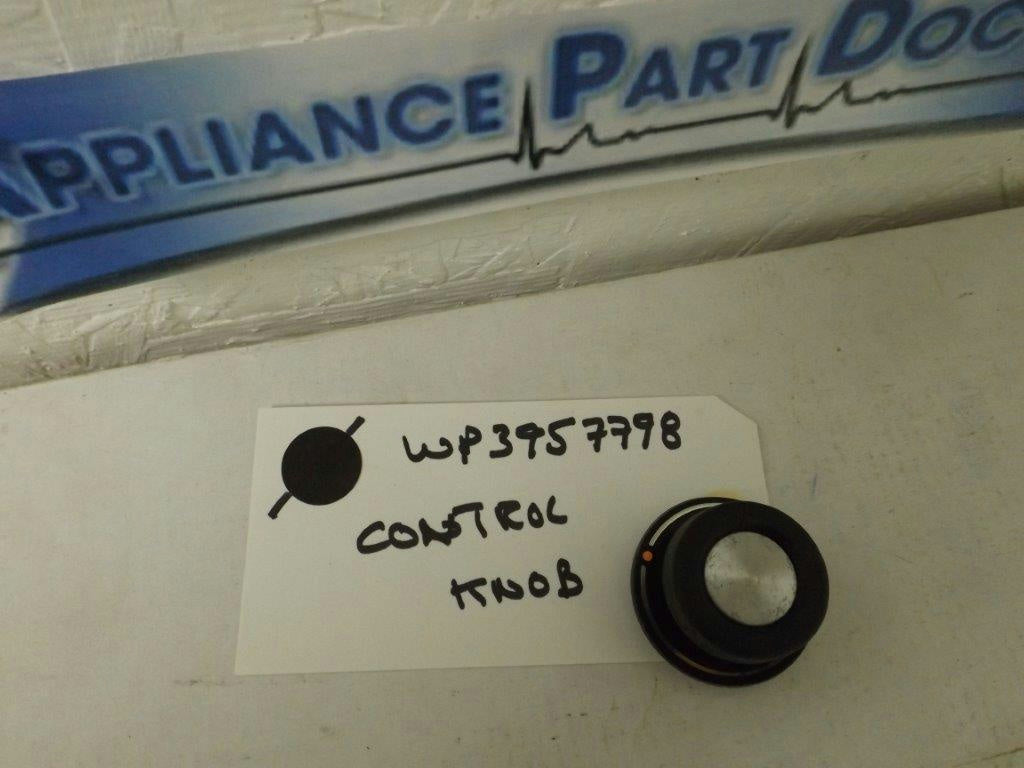 APPLIANCE PART DOC
WP3957798
CONTROL
KNOB